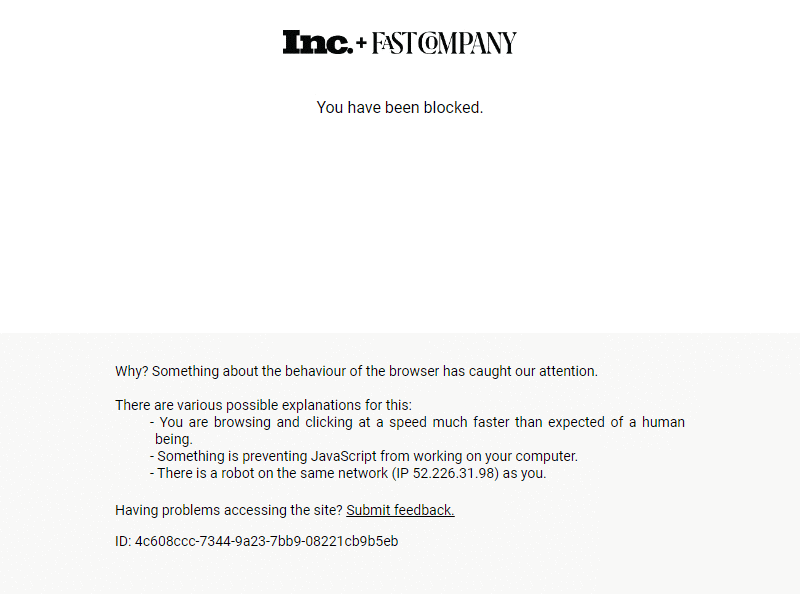 Inc. + FAST COMPANY
You have been blocked.
Why? Something about the behaviour of the browser has caught our attention.
There are various possible explanations for this:
- You are browsing and clicking at a speed much faster than expected of a human
being.
- Something is preventing JavaScript from working on your computer.
- There is a robot on the same network (IP 52.226.31.98) as you.
Having problems accessing the site? Submit feedback.
ID: 4c608ccc-7344-9a23-7bb9-08221cb9b5eb